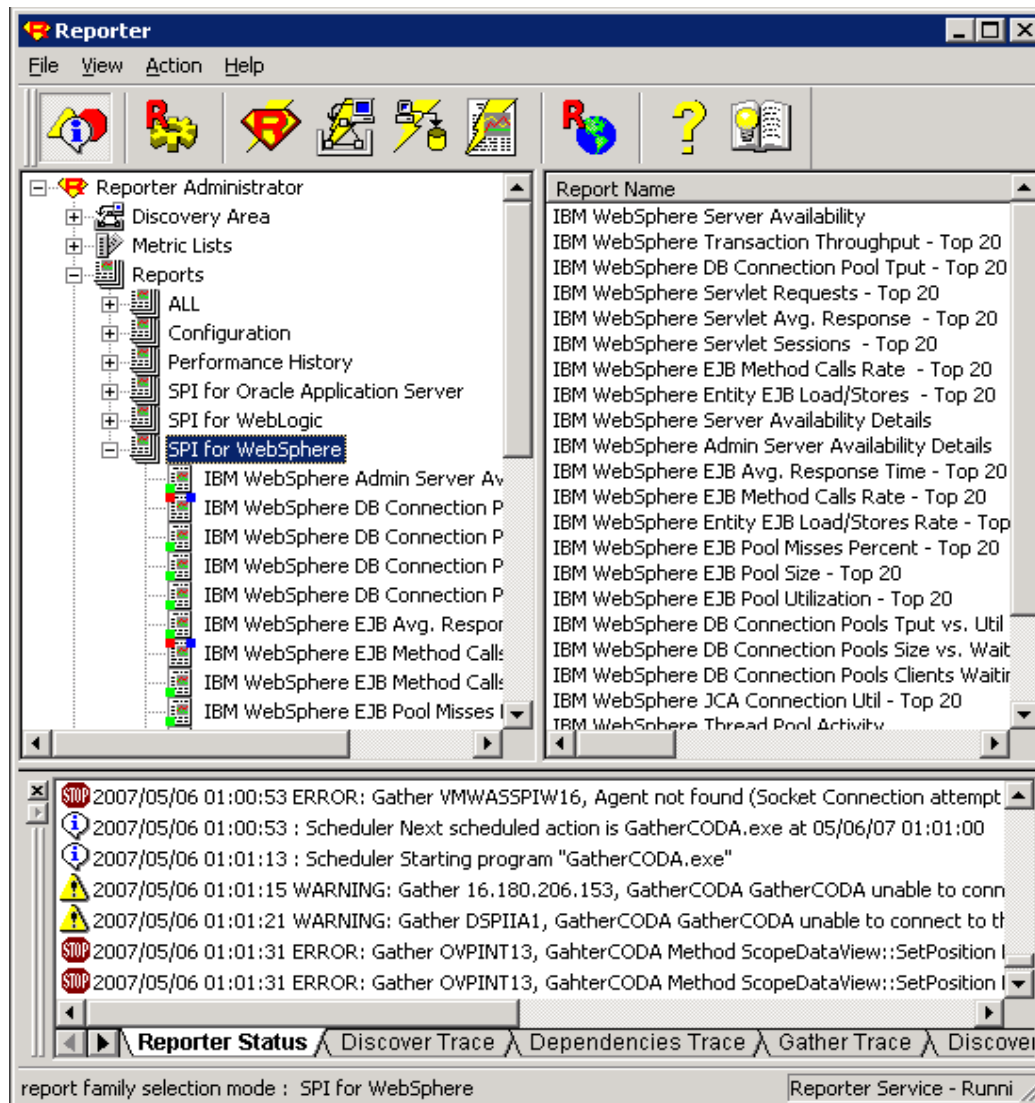 Reporter
File View Action Help
Reporter Administrator
Discovery Area
Metric Lists
Reports
ALL
Configuration
Performance History
SPI for Oracle Application Server
SPI for WebLogic
SPI for WebSphere
IBM WebSphere Admin Server Av
IBM WebSphere DB Connection P
IBM WebSphere DB Connection P
IBM WebSphere DB Connection P
IBM WebSphere DB Connection P
IBM WebSphere EJB Avg. Respor
IBM WebSphere EJB Method Calls
IBM WebSphere EJB Method Calls
IBM WebSphere EJB Pool Misses
Report Name
IBM WebSphere Server Availability
IBM WebSphere Transaction Throughput - Top 20
IBM WebSphere DB Connection Pool Tput - Top 20
IBM WebSphere Servlet Requests - Top 20
IBM WebSphere Servlet Avg. Response  - Top 20
IBM WebSphere Servlet Sessions  - Top 20
IBM WebSphere EJB Method Calls Rate  - Top 20
IBM WebSphere Entity EJB Load/Stores  - Top 20
IBM WebSphere Server Availability Details
IBM WebSphere Admin Server Availability Details
IBM WebSphere EJB Avg. Response Time - Top 20
IBM WebSphere EJB Method Calls Rate - Top 20
IBM WebSphere Entity EJB Load/Stores Rate - Top
IBM WebSphere EJB Pool Misses Percent - Top 20
IBM WebSphere EJB Pool Size - Top 20
IBM WebSphere EJB Pool Utilization - Top 20
IBM WebSphere DB Connection Pools Tput vs. Util
IBM WebSphere DB Connection Pools Size vs. Wait
IBM WebSphere DB Connection Pools Clients Waitin
IBM WebSphere JCA Connection Util - Top 20
IBM WebSphere Thread Pool Activity
STOP 2007/05/06 01:00:53 ERROR: Gather VMWASSPIW16, Agent not found (Socket Connection attempt
2007/05/06 01:00:53 : Scheduler Next scheduled action is GatherCODA.exe at 05/06/07 01:01:00
2007/05/06 01:01:13 : Scheduler Starting program "GatherCODA.exe"
2007/05/06 01:01:15 WARNING: Gather 16.180.206.153, GatherCODA GatherCODA unable to conn
2007/05/06 01:01:21 WARNING: Gather DSPIIA1, GatherCODA GatherCODA unable to connect to th
STOP 2007/05/06 01:01:31 ERROR: Gather OVPINT13, GahterCODA Method ScopeDataView::SetPosition
STOP 2007/05/06 01:01:31 ERROR: Gather OVPINT13, GahterCODA Method ScopeDataView::SetPosition
Reporter Status Discover Trace Dependencies Trace Gather Trace Discover
report family selection mode :  SPI for WebSphere Reporter Service - Runni